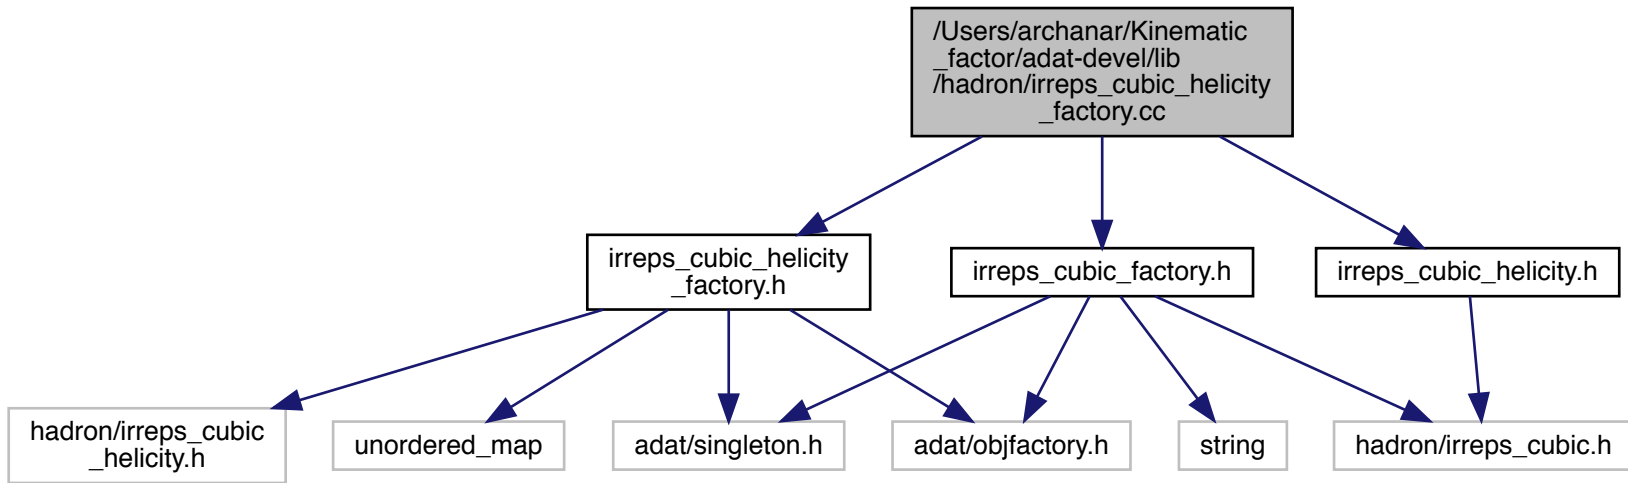 /Users/archanar/Kinematic
_factor/adat-devel/lib
/hadron/irreps_cubic_helicity
_factory.cc
irreps_cubic_helicity
_factory.h
irreps_cubic_factory.h
irreps_cubic_helicity.h
hadron/irreps_cubic
_helicity.h
unordered_map
adat/singleton.h
adat/objfactory.h
string
hadron/irreps_cubic.h